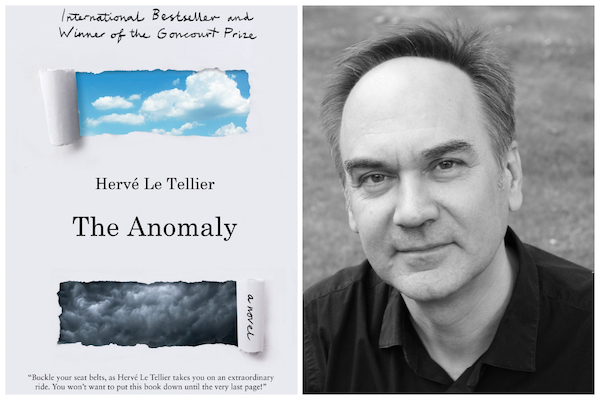 International Bestseller and
Winner of the Goncourt Prize
Hervé Le Tellier
The Anomaly
a novel
“Buckle your seat belts, as Hervé Le Tellier takes you on an extraordinary
ride. You won’t want to put this book down until the very last page!”